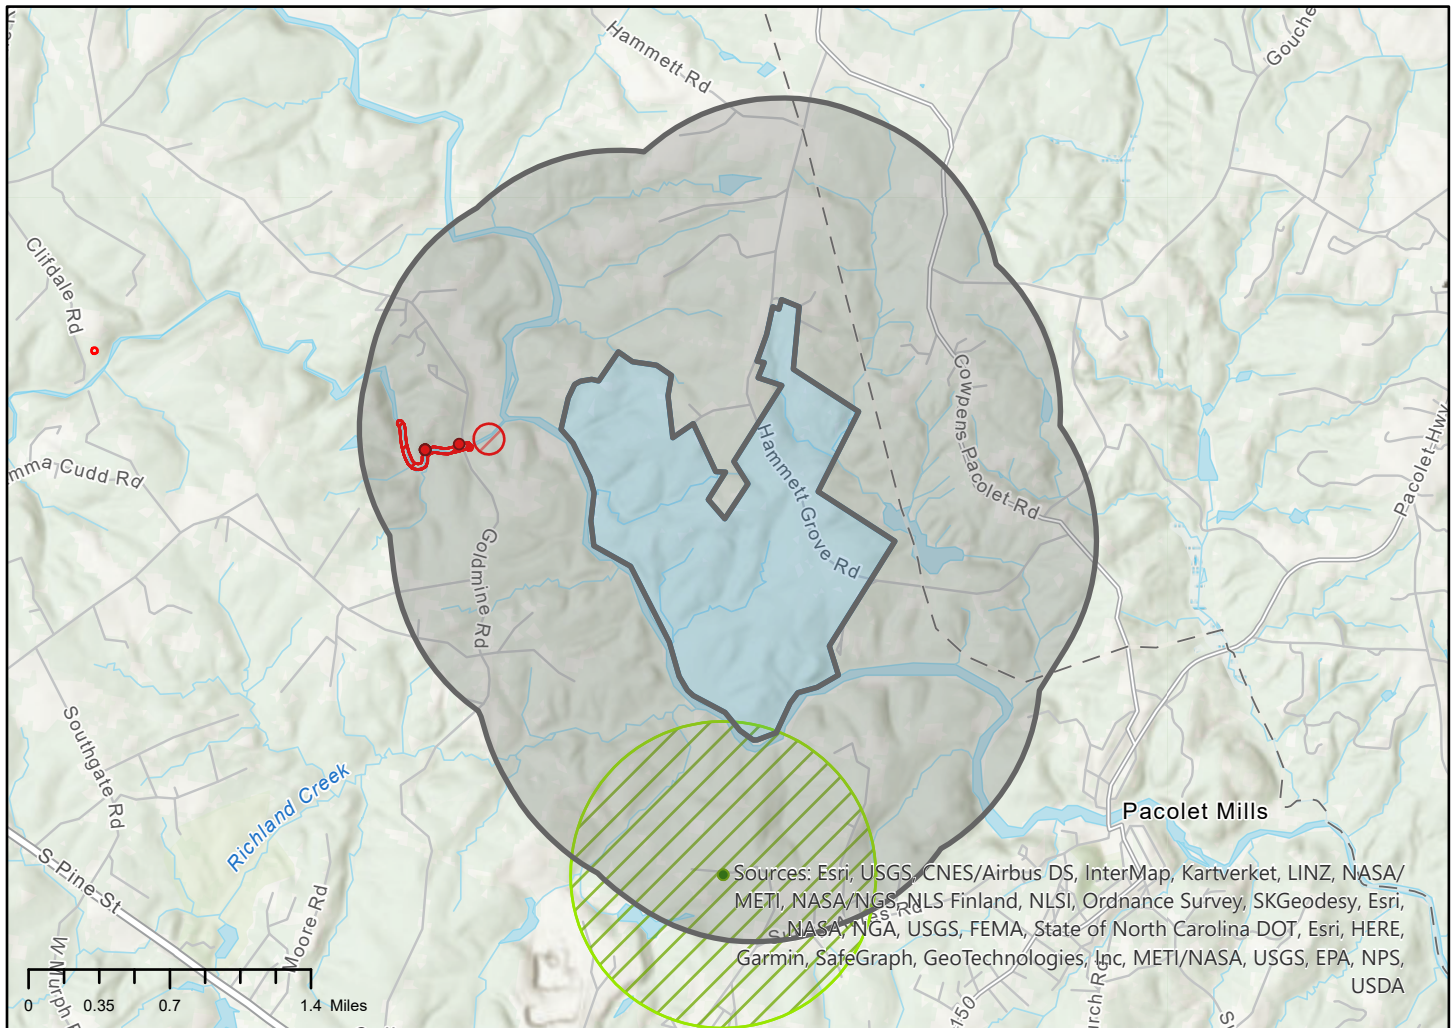 Hammett Rd
Clifdale Rd
mma Cudd Rd
Cowpens Pacolet Rd
Pacolet Hwy
Hammett Grove Rd
Goldmine Rd
Southgate Rd
Richland Creek
Pacolet Mills
S Pine St
Moore Rd
Sources: Esri, USGS, CNES/Airbus DS, InterMap, Kartverket, LINZ, NASA/
METI, NASA/NGS, NLS Finland, NLSI, Ordnance Survey, SKGeodesy, Esri,
NASA, NGA, USGS, FEMA, State of North Carolina DOT, Esri, HERE,
Garmin, SafeGraph, GeoTechnologies, Inc, METI/NASA, USGS, EPA, NPS,
USDA
0 0.35 0.7 1.4 Miles
150